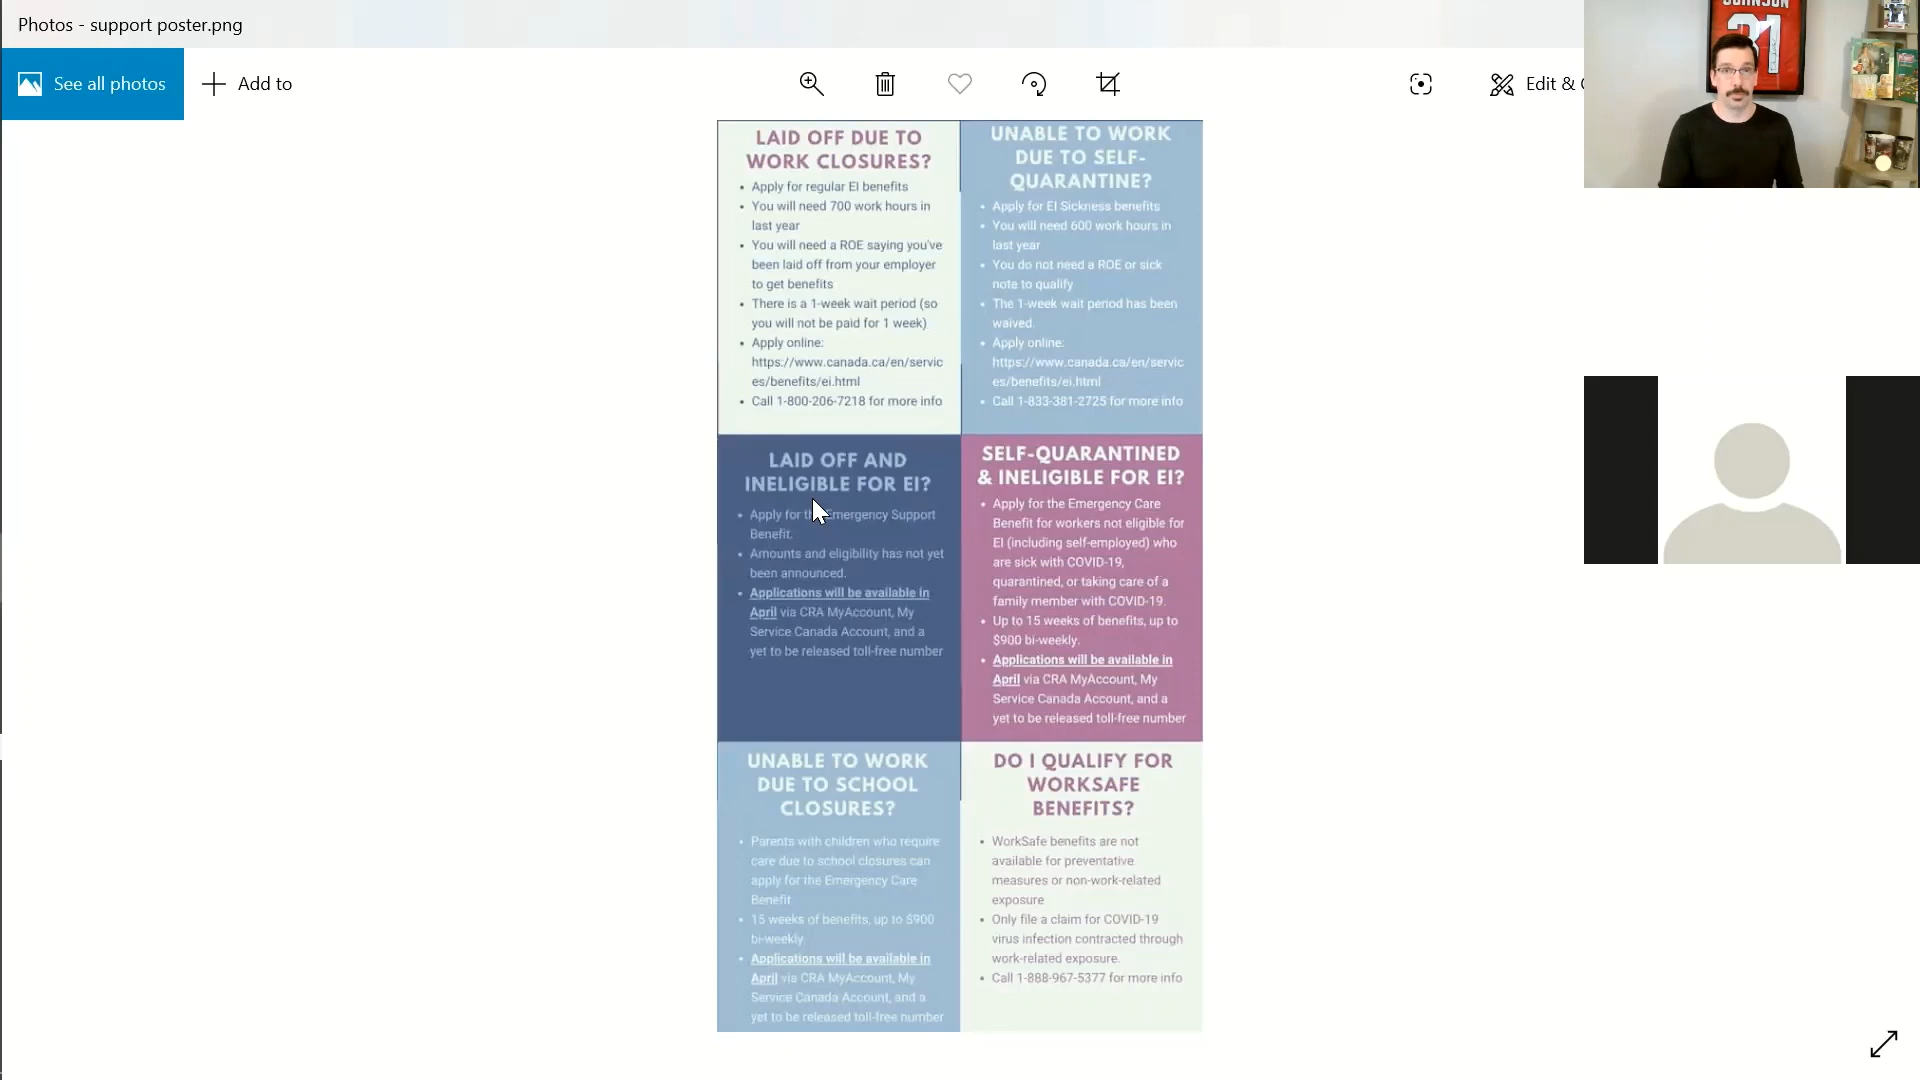 Photos - support poster.png
See all photos
Add to
Edit &
JOHNSON
31
LAID OFF DUE TO
WORK CLOSURES?
• Apply for regular EI benefits
• You will need 700 work hours in
last year
• You will need a ROE saying you've
been laid off from your employer
to get benefits
• There is a 1-week wait period (so
you will not be paid for 1 week)
• Apply online:
https://www.canada.ca/en/servic
es/benefits/ei.html
• Call 1-800-206-7218 for more info
UNABLE TO WORK
DUE TO SELF-
QUARANTINE?
• Apply for EI Sickness benefits
• You will need 600 work hours in
last year
• You do not need a ROE or sick
note to qualify
• The 1-week wait period has been
waived.
• Apply online:
https://www.canada.ca/en/servic
es/benefits/ei.html
• Call 1-833-381-2725 for more info
LAID OFF AND
INELIGIBLE FOR EI?
• Apply for Emergency Support
Benefit.
• Amounts and eligibility has not yet
been announced.
• Applications will be available in
April via CRA MyAccount, My
Service Canada Account, and a
yet to be released toll-free number
SELF-QUARANTINED
& INELIGIBLE FOR EI?
• Apply for the Emergency Care
Benefit for workers not eligible for
EI (including self-employed) who
are sick with COVID-19,
quarantined, or taking care of a
family member with COVID-19.
• Up to 15 weeks of benefits, up to
$900 bi-weekly.
• Applications will be available in
April via CRA MyAccount, My
Service Canada Account, and a
yet to be released toll-free number
UNABLE TO WORK
DUE TO SCHOOL
CLOSURES?
• Parents with children who require
care due to school closures can
apply for the Emergency Care
Benefit
• 15 weeks of benefits, up to $900
bi-weekly.
• Applications will be available in
April via CRA MyAccount, My
Service Canada Account, and a
yet to be released toll-free number
DO I QUALIFY FOR
WORKSAFE
BENEFITS?
• WorkSafe benefits are not
available for preventative
measures or non-work-related
exposure
• Only file a claim for COVID-19
virus infection contracted through
work-related exposure.
• Call 1-888-967-5377 for more info